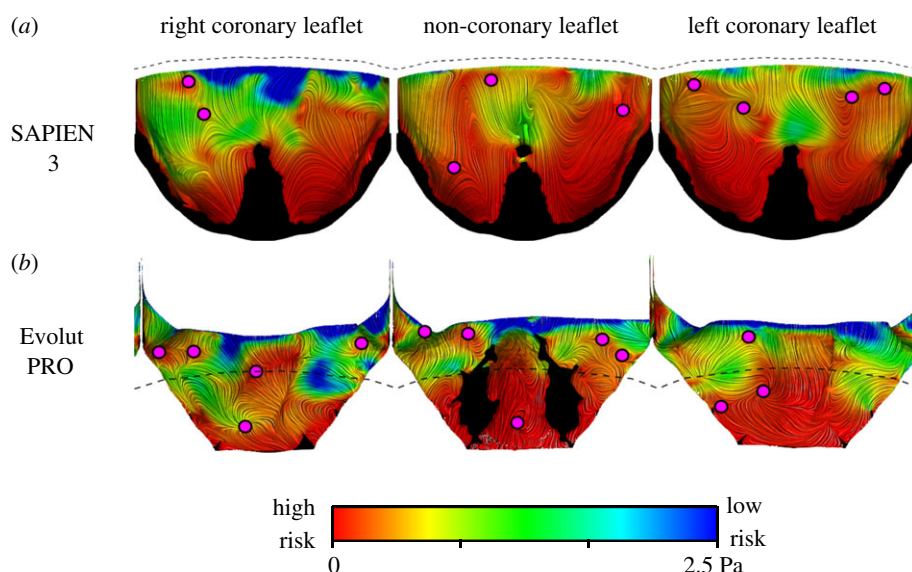 (a) right coronary leaflet non-coronary leaflet left coronary leaflet
SAPIEN
3
(b)
Evolut
PRO
high low
risk risk
0 2.5 Pa